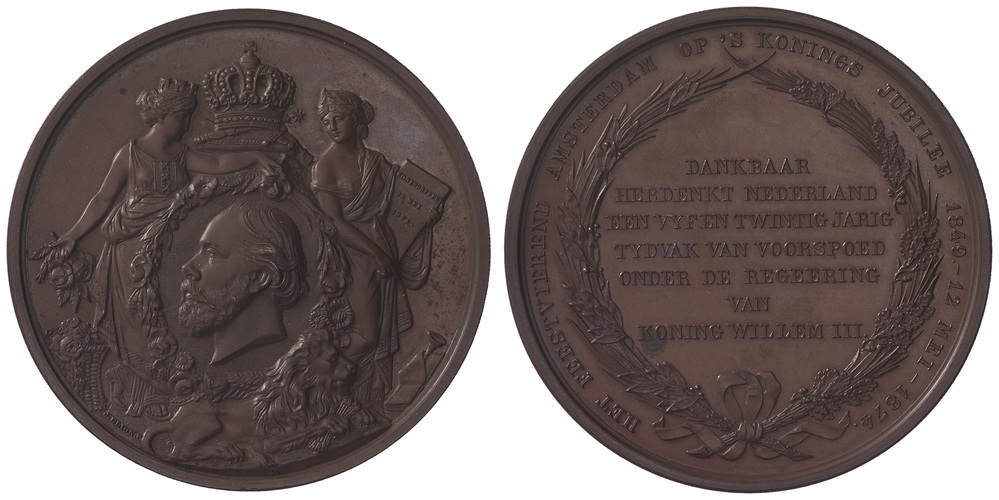 HET FEESTVIEREND AMSTERDAM OP 'S KONINGS JUBILEE 1849-12 MEI-1874.
DANKBAAR
HERDENKT NEDERLAND
EEN VYF EN TWINTIG JARIG
TYDVAK VAN VOORSPOED
ONDER DE REGEERING
VAN
KONING WILLEM III.